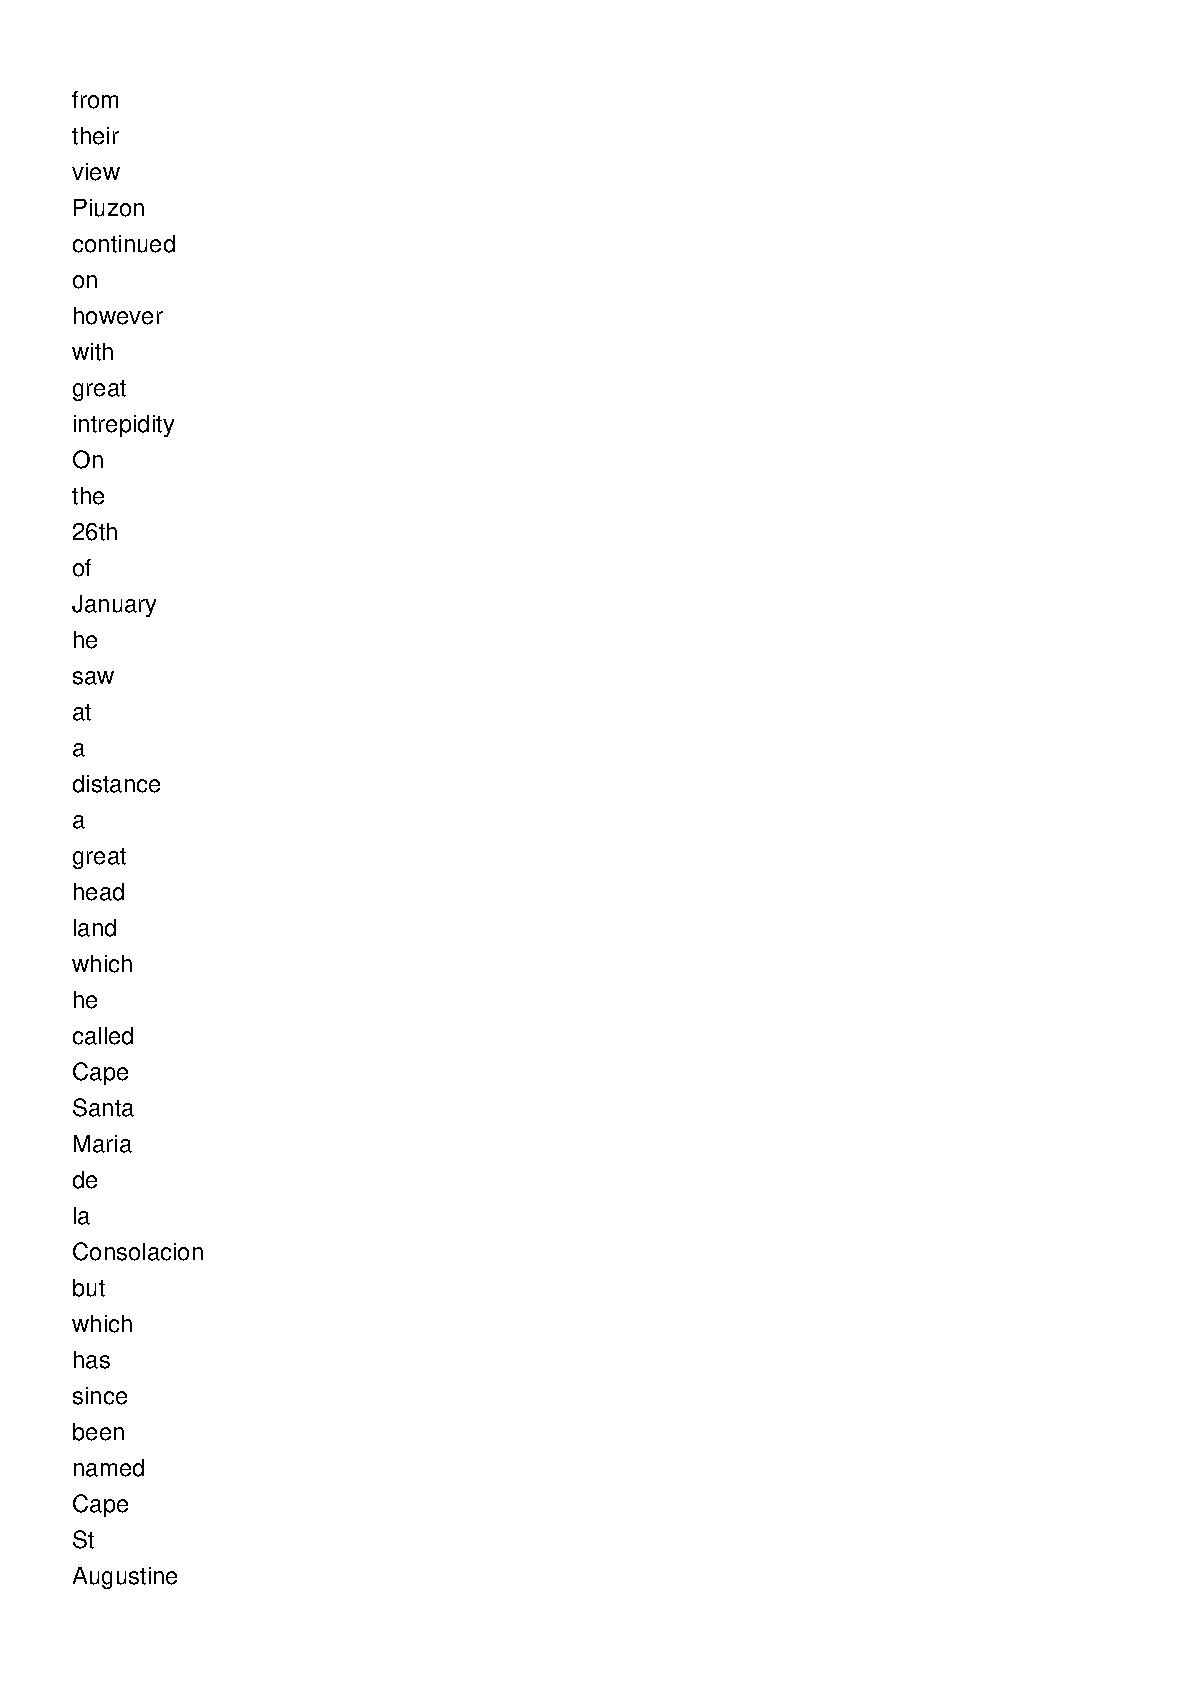 from
their
view
Piuzon
continued
on
however
with
great
intrepidity
On
the
26th
of
January
he
saw
at
a
distance
a
great
head
land
which
he
called
Cape
Santa
Maria
de
la
Consolacion
but
which
has
since
been
named
Cape
St
Augustine